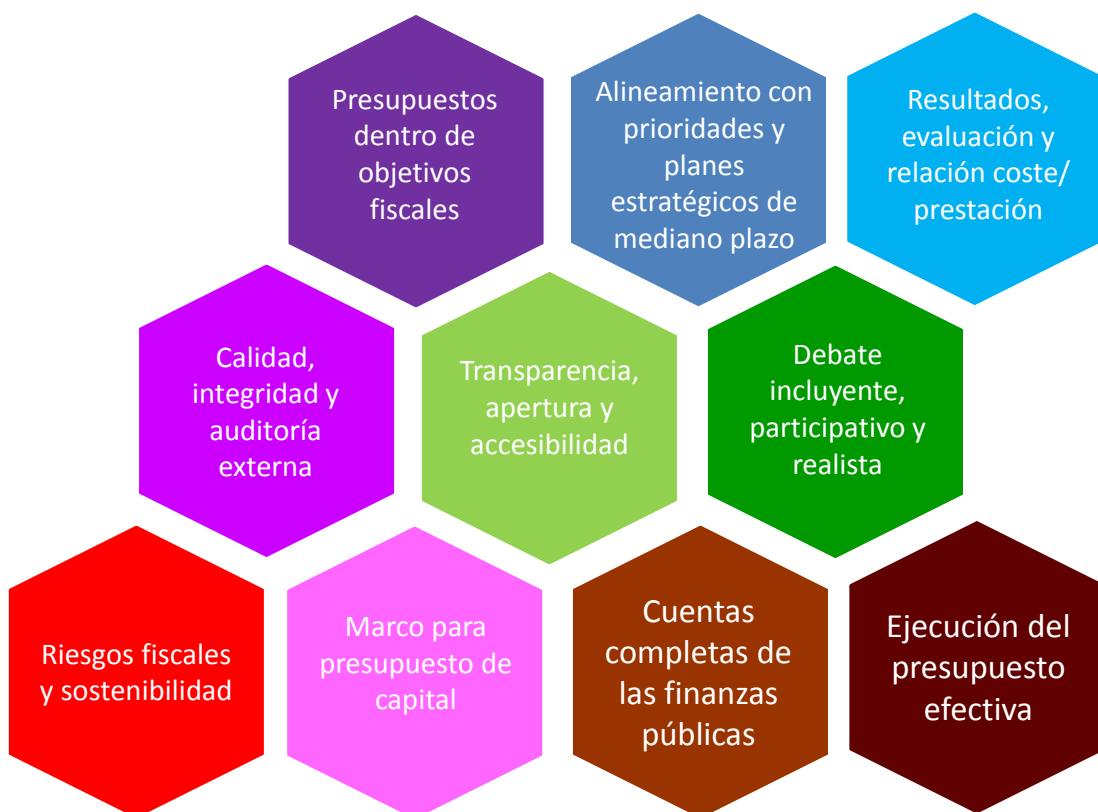 Presupuestos
dentro de
objetivos
fiscales
Alineamiento con
prioridades y
planes
estratégicos de
mediano plazo
Resultados,
evaluación y
relación coste/
prestación
Calidad,
integridad y
auditoría
externa
Transparencia,
apertura y
accesibilidad
Debate
incluyente,
participativo y
realista
Riesgos fiscales
y sostenibilidad
Marco para
presupuesto de
capital
Cuentas
completas de
las finanzas
públicas
Ejecución del
presupuesto
efectiva